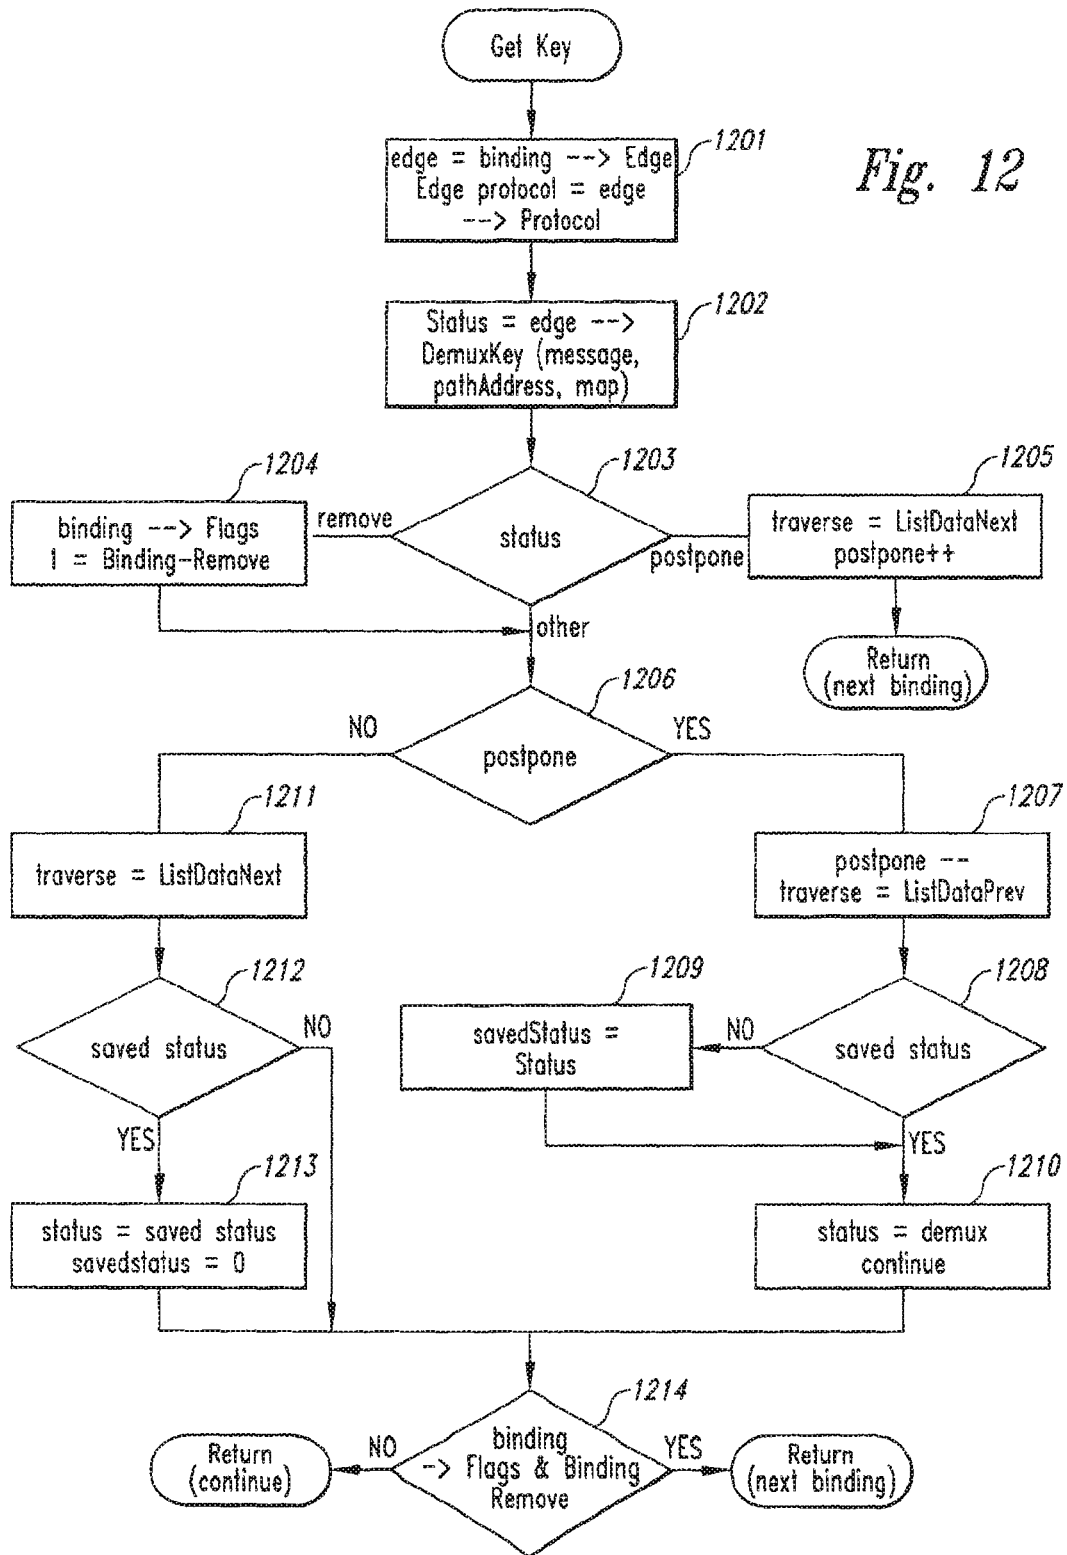 Get Key
1201
edge = binding --> Edge
Edge protocol = edge
--> Protocol
Fig. 12
1202
Status = edge -->
DemuxKey (message,
pathAddress, map)
1203
status
1204
binding --> Flags
1 = Binding-Remove
remove
postpone
other
1205
traverse = ListDataNext
postpone++
Return
(next binding)
1206
postpone
NO
YES
1211
traverse = ListDataNext
1207
postpone --
traverse = ListDataPrev
1212
saved status
NO
YES
1209
savedStatus =
Status
1208
saved status
NO
YES
1213
status = saved status
savedstatus = 0
1210
status = demux
continue
1214
binding
-> Flags & Binding
Remove
NO
YES
Return
(continue)
Return
(next binding)